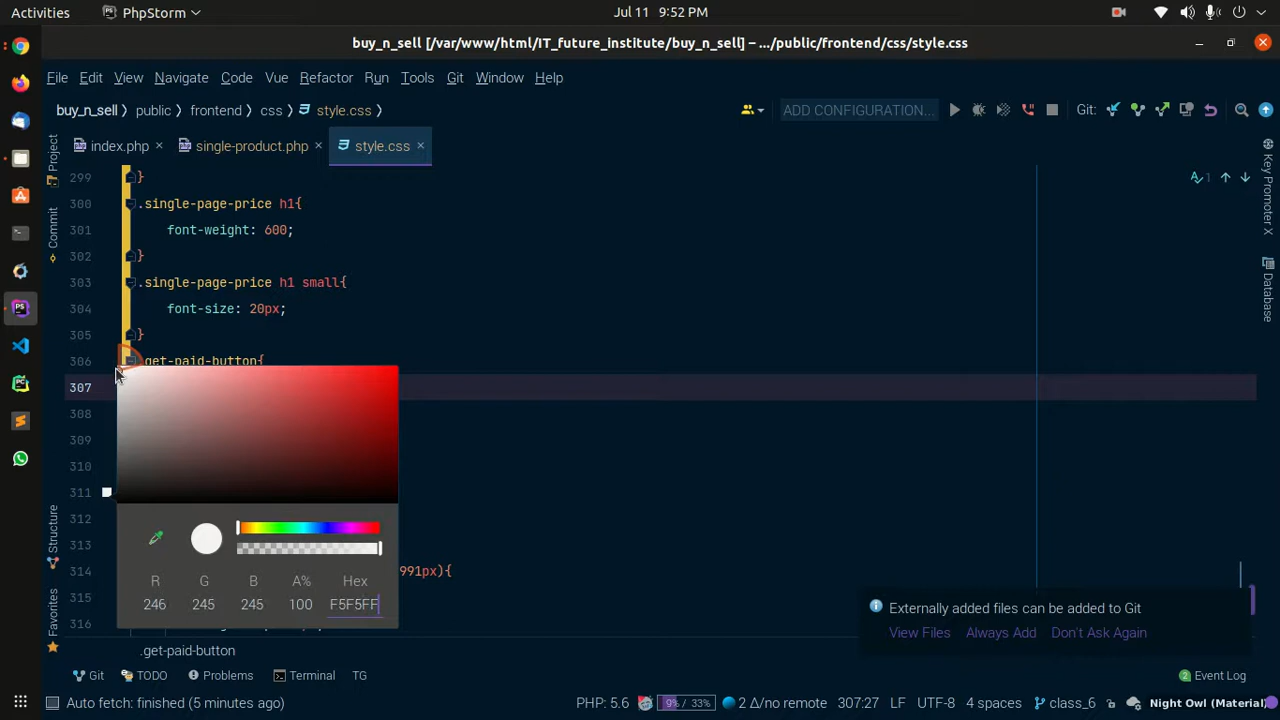 Activities PhpStorm Jul 11 9:52 PM
buy_n_sell [/var/www/html/IT_future_institute/buy_n_sell] – .../public/frontend/css/style.css
File Edit View Navigate Code Vue Refactor Run Tools Git Window Help
buy_n_sell public frontend css style.css ADD CONFIGURATION... Git:
index.php single-product.php style.css
Project
Commit
Structure
Favorites
Key Promoter X
Database
299 }
300 .single-page-price h1{
301 font-weight: 600;
302 }
303 .single-page-price h1 small{
304 font-size: 20px;
305 }
306 .get-paid-button{
307
308
309
310
311
312
313
314 991px){
315
316
1
R G B A% Hex
246 245 245 100 F5F5FF
Externally added files can be added to Git
View Files Always Add Don't Ask Again
.get-paid-button
Git TODO Problems Terminal TG 2 Event Log
Auto fetch: finished (5 minutes ago) PHP: 5.6 9% / 33% 2 Δ/no remote 307:27 LF UTF-8 4 spaces class_6 Night Owl (Material)